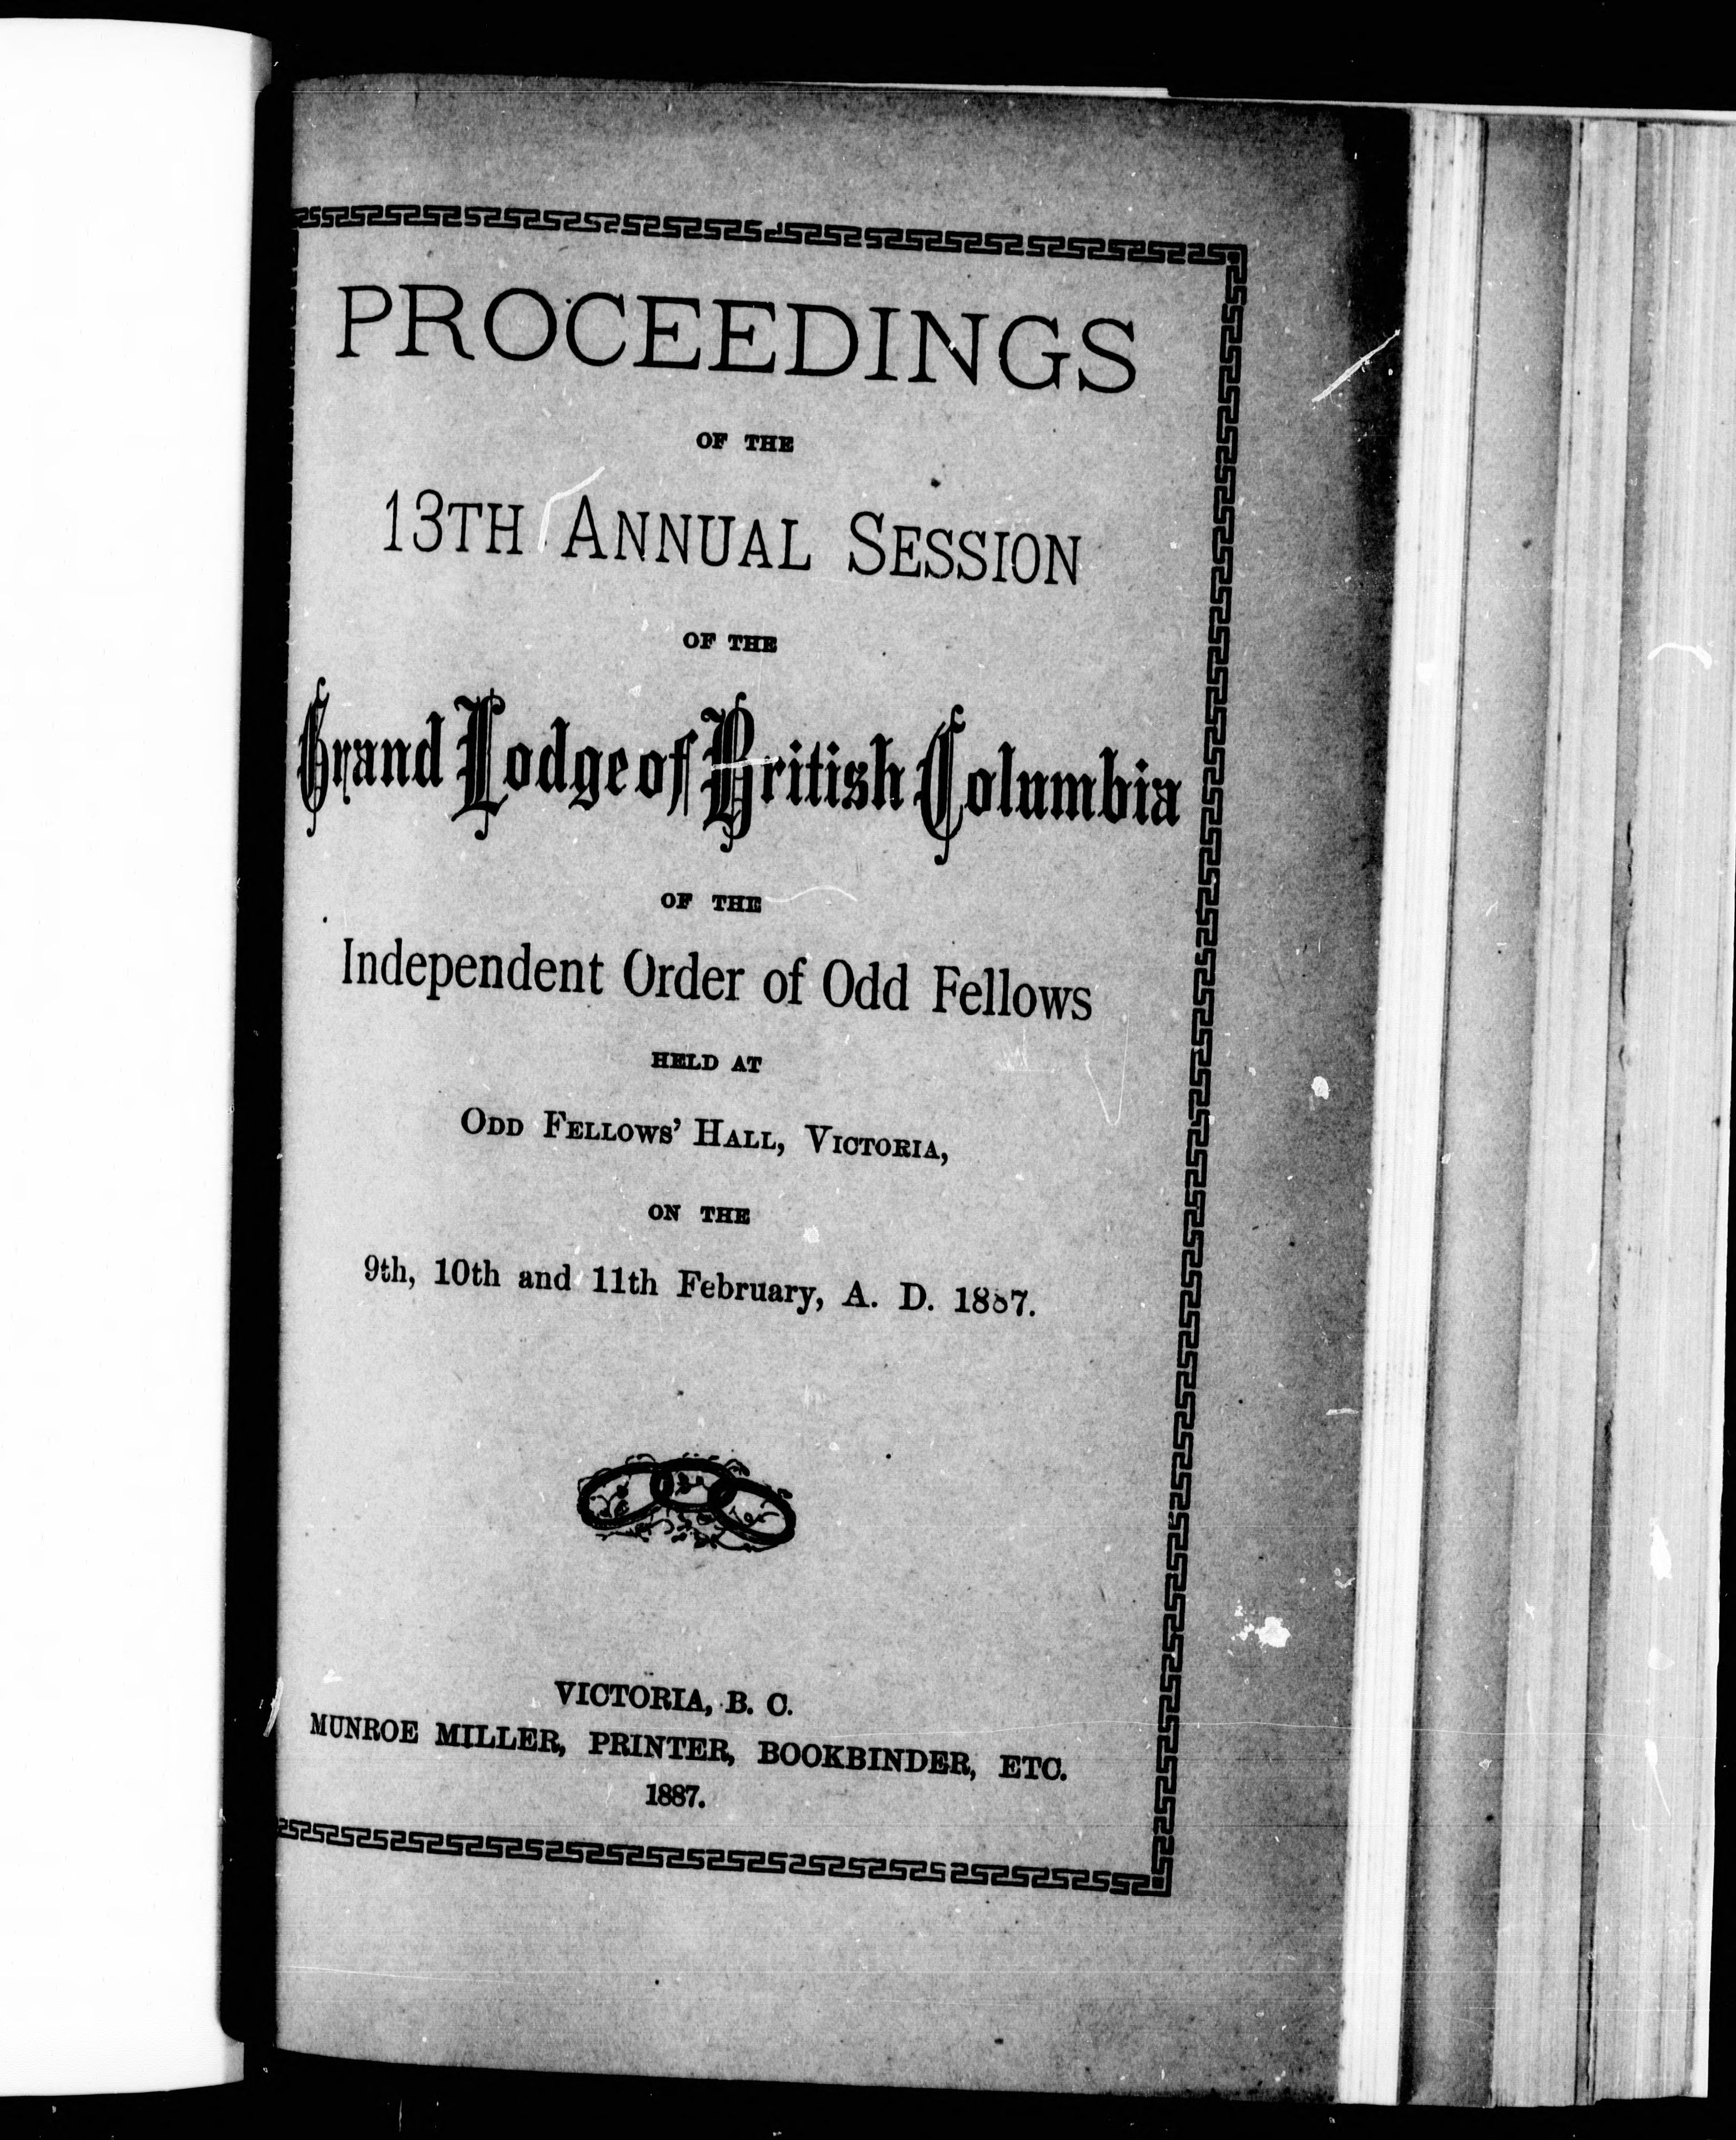 PROCEEDINGS
OF THE
13TH ANNUAL SESSION
OF THE
Grand Lodge of British Columbia
OF THE
Independent Order of Odd Fellows
HELD AT
ODD FELLOWS' HALL, VICTORIA,
ON THE
9th, 10th and 11th February, A. D. 1887.
VICTORIA, B. C.
MUNROE MILLER, PRINTER, BOOKBINDER, ETC.
1887.